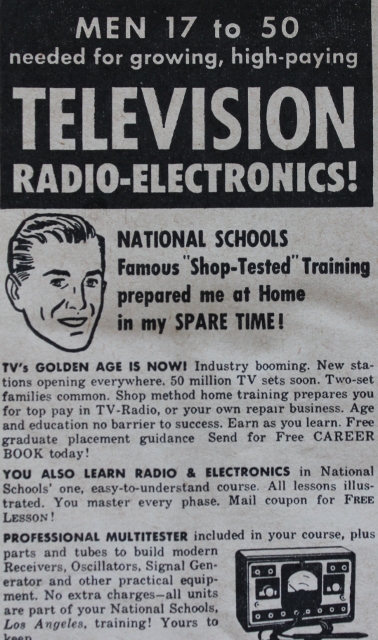 MEN 17 to 50
needed for growing, high-paying
TELEVISION
RADIO-ELECTRONICS!
NATIONAL SCHOOLS
Famous "Shop-Tested" Training
prepared me at Home
in my SPARE TIME!
TV's GOLDEN AGE IS NOW! Industry booming. New sta-
tions opening everywhere. 50 million TV sets soon. Two-set
families common. Shop method home training prepares you
for top pay in TV-Radio, or your own repair business. Age
and education no barrier to success. Earn as you learn. Free
graduate placement guidance Send for Free CAREER
BOOK today!
YOU ALSO LEARN RADIO & ELECTRONICS in National
Schools' one, easy-to-understand course. All lessons illus-
trated. You master every phase. Mail coupon for FREE
LESSON!
PROFESSIONAL MULTITESTER included in your course, plus
parts and tubes to build modern
Receivers, Oscillators, Signal Gen-
erator and other practical equip-
ment. No extra charges—all units
are part of your National Schools,
Los Angeles, training! Yours to
keep